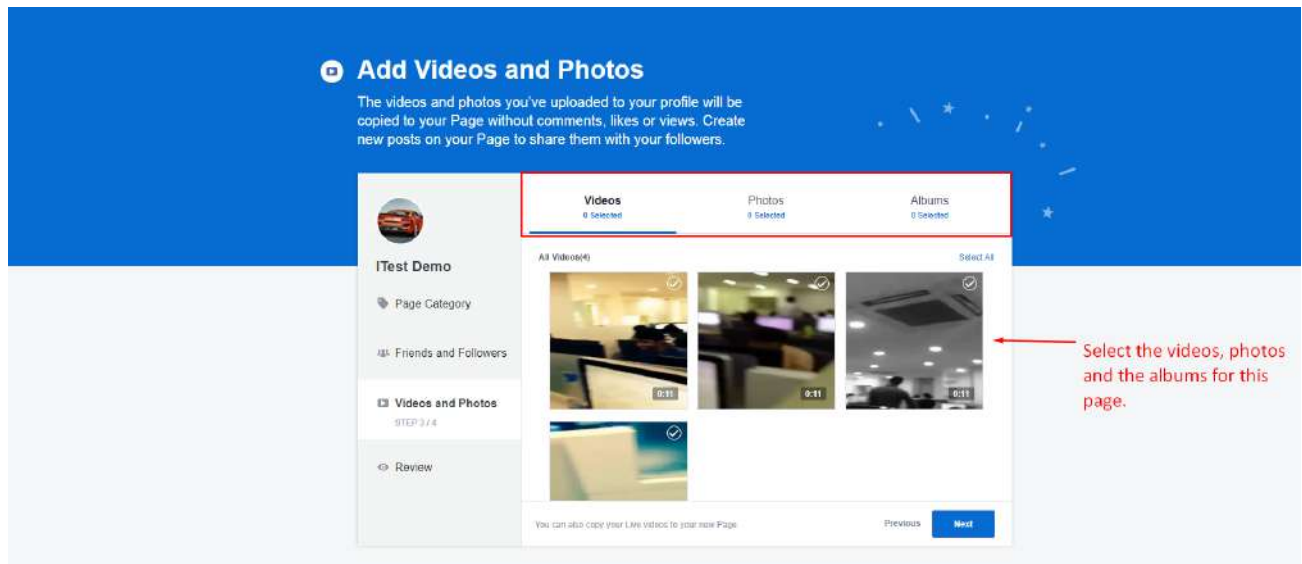 Add Videos and Photos
The videos and photos you've uploaded to your profile will be
copied to your Page without comments, likes or views. Create
new posts on your Page to share them with your followers.
Videos
0 Selected
Photos
0 Selected
Albums
0 Selected
ITest Demo
Page Category
Friends and Followers
Videos and Photos
STEP 3 / 4
Review
All Videos(4)
Select All
0:11
0:11
0:11
You can also copy your Live videos to your new Page
Previous
Next
Select the videos, photos
and the albums for this
page.